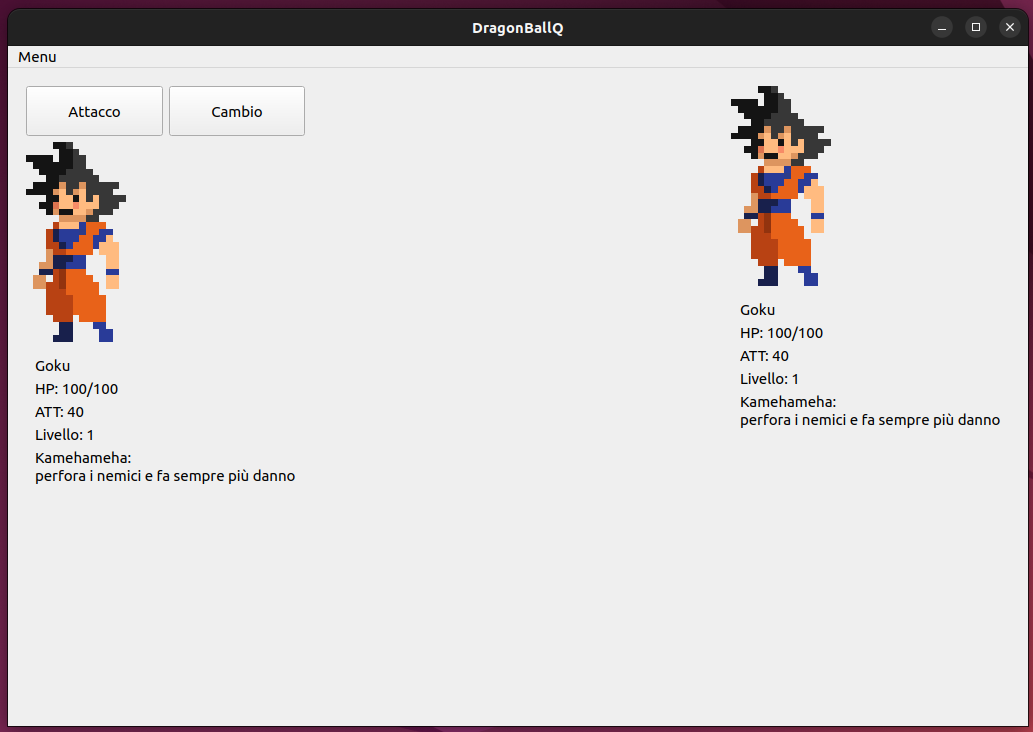 DragonBallQ
Menu
Attacco
Cambio
Goku
HP: 100/100
ATT: 40
Livello: 1
Kamehameha:
perfora i nemici e fa sempre più danno
Goku
HP: 100/100
ATT: 40
Livello: 1
Kamehameha:
perfora i nemici e fa sempre più danno